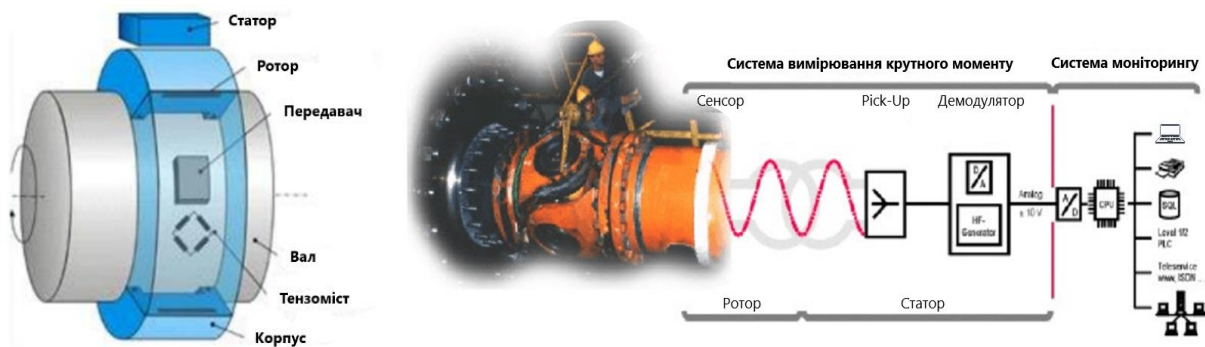 Статор
Ротор
Передавач
Вал
Тензоміст
Корпус
Система вимірювання крутного моменту
Система моніторингу
Сенсор
Pick-Up
Демодулятор
D/A
HF-
Generator
Analog
± 10 V
A/D
CPU
SQL
Level 1/2
PLC
Teleservice
www, ISDN ...
Ротор
Статор